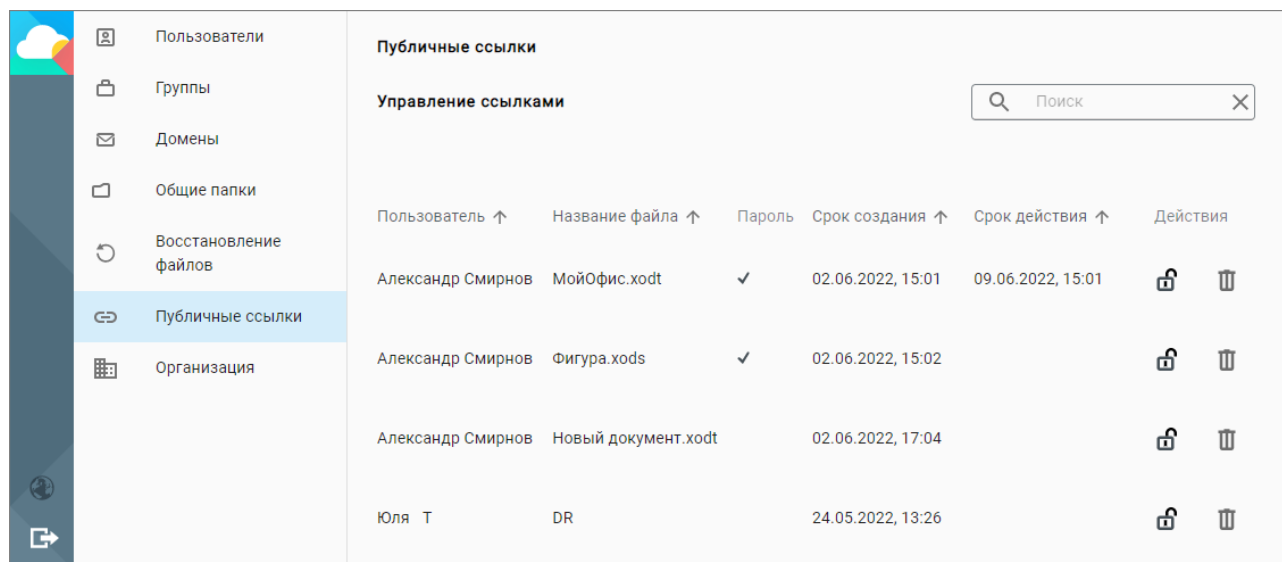 Пользователи
Группы
Домены
Общие папки
Восстановление
файлов
Публичные ссылки
Организация
Публичные ссылки
Управление ссылками
Поиск
Пользователь Название файла Пароль Срок создания Срок действия Действия
Александр Смирнов МойОфис.xodt 02.06.2022, 15:01 09.06.2022, 15:01
Александр Смирнов Фигура.xods 02.06.2022, 15:02
Александр Смирнов Новый документ.xodt 02.06.2022, 17:04
Юля Т DR 24.05.2022, 13:26